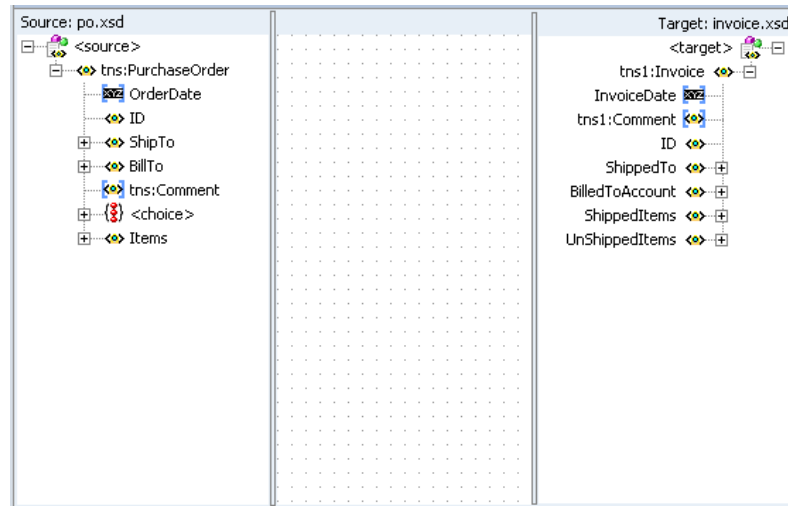 Source: po.xsd
<source>
tns:PurchaseOrder
OrderDate
ID
ShipTo
BillTo
tns:Comment
<choice>
Items
Target: invoice.xsd
<target>
tns1:Invoice
InvoiceDate
tns1:Comment
ID
ShippedTo
BilledToAccount
ShippedItems
UnShippedItems